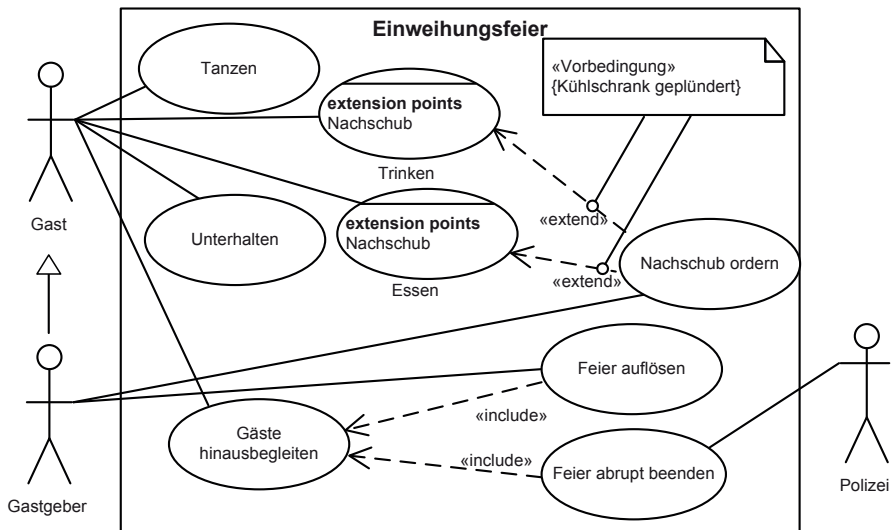 Einweihungsfeier
Tanzen
«Vorbedingung»
{Kühlschrank geplündert}
extension points
Nachschub
Trinken
Gast
«extend»
Unterhalten
extension points
Nachschub
Essen
«extend»
Nachschub ordern
Feier auflösen
«include»
Gäste
hinausbegleiten
«include»
Feier abrupt beenden
Gastgeber
Polizei